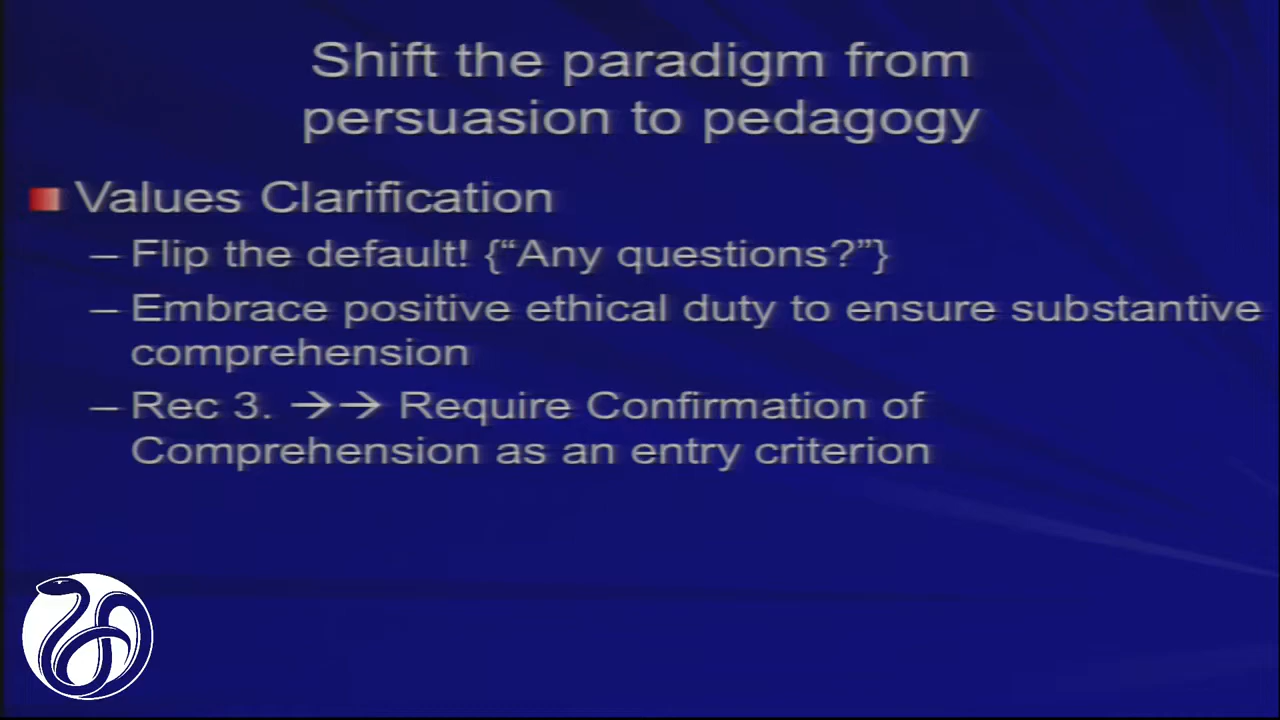 Shift the paradigm from
persuasion to pedagogy
Values Clarification
– Flip the default! {“Any questions?”}
– Embrace positive ethical duty to ensure substantive
comprehension
– Rec 3. →→ Require Confirmation of
Comprehension as an entry criterion